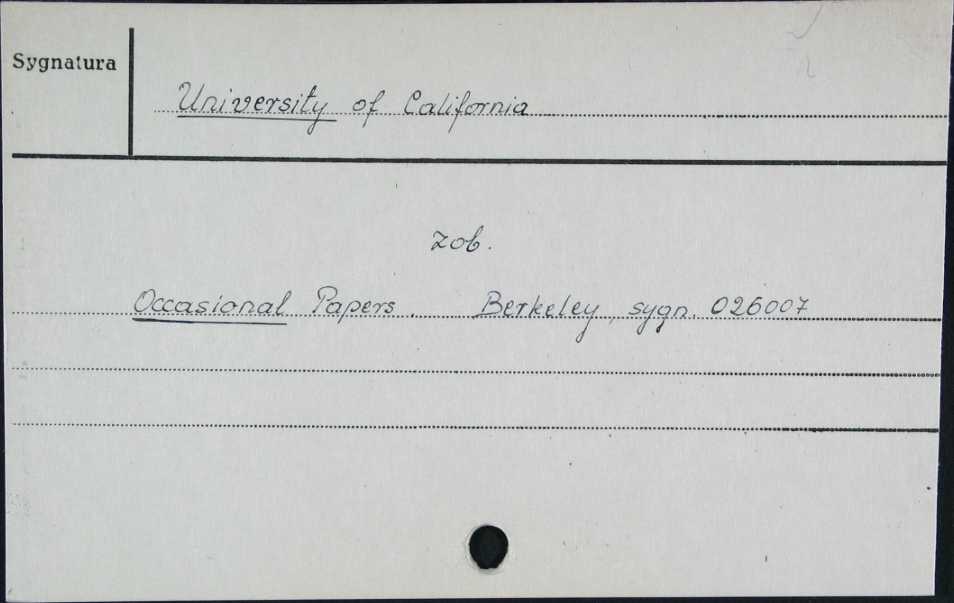 Sygnatura
University of California
zob.
Occasional Papers. Berkeley, sygn. 026007